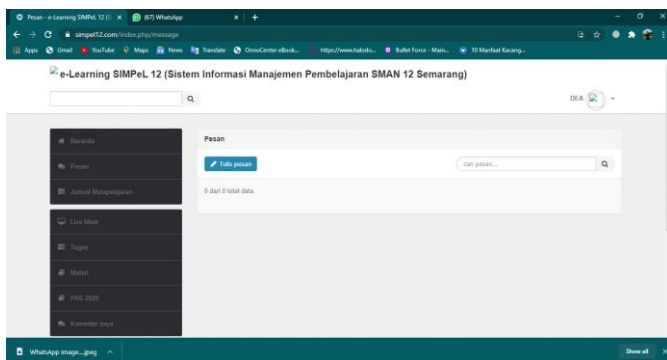 Pesan - e-Learning SIMPeL 12 (S
(67) WhatsApp
simpel12.com/index.php/message
Apps
Gmail
YouTube
Maps
News
Translate
OnnoCenter eBook...
https://www.halodo...
Bullet Force - Main...
10 Manfaat Kacang...
e-Learning SIMPeL 12 (Sistem Informasi Manajemen Pembelajaran SMAN 12 Semarang)
DEA
Beranda
Pesan
Jadwal Matapelajaran
Live Meet
Tugas
Materi
PAS 2020
Komentar saya
Pesan
Tulis pesan
cari pesan...
0 dari 0 total data
WhatsApp Image....jpeg
Show all